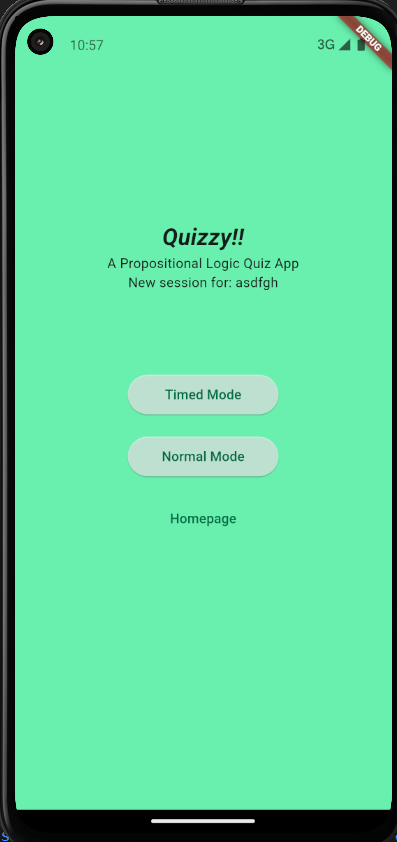 10:57
3G
DEBUG
Quizzy!!
A Propositional Logic Quiz App
New session for: asdfgh
Timed Mode
Normal Mode
Homepage